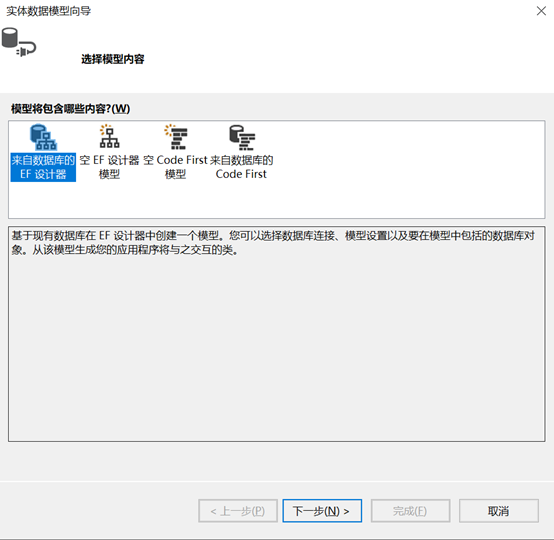 实体数据模型向导
选择模型内容
模型将包含哪些内容?(W)
来自数据库的
EF 设计器
空 EF 设计器
模型
空 Code First
模型
来自数据库的
Code First
基于现有数据库在 EF 设计器中创建一个模型。您可以选择数据库连接、模型设置以及要在模型中包括的数据库对
象。从该模型生成您的应用程序将与之交互的类。
< 上一步(P)
下一步(N) >
完成(F)
取消